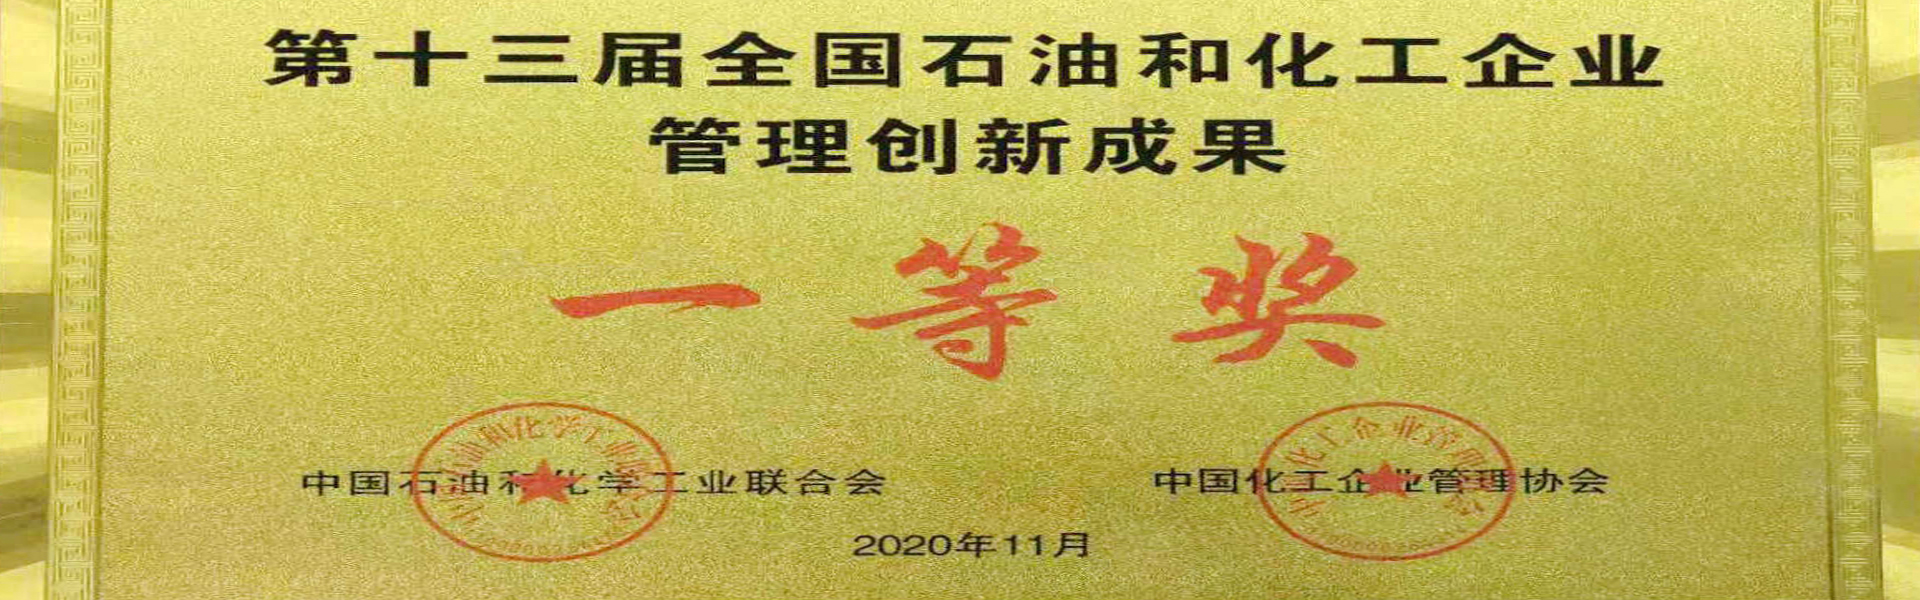 第十三届全国石油和化工企业
管理创新成果
一等奖
中国石油和化学工业联合会
中国化工企业管理协会
2020年11月